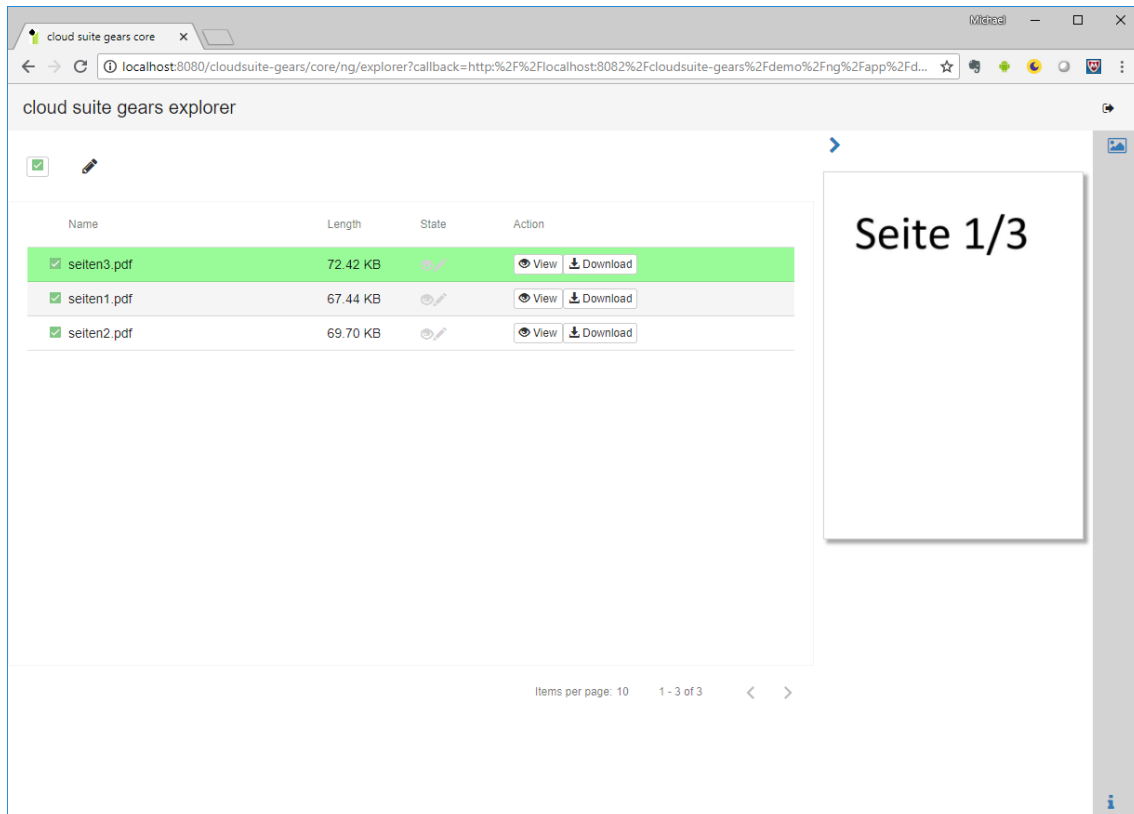 cloud suite gears core
Michael
localhost:8080/cloudsuite-gears/core/ng/explorer?callback=http:%2F%2Flocalhost:8082%2Fcloudsuite-gears%2Fdemo%2Fng%2Fapp%2Fd...
cloud suite gears explorer
Name Length State Action
seiten3.pdf 72.42 KB View Download
seiten1.pdf 67.44 KB View Download
seiten2.pdf 69.70 KB View Download
Items per page: 10 1 - 3 of 3
Seite 1/3